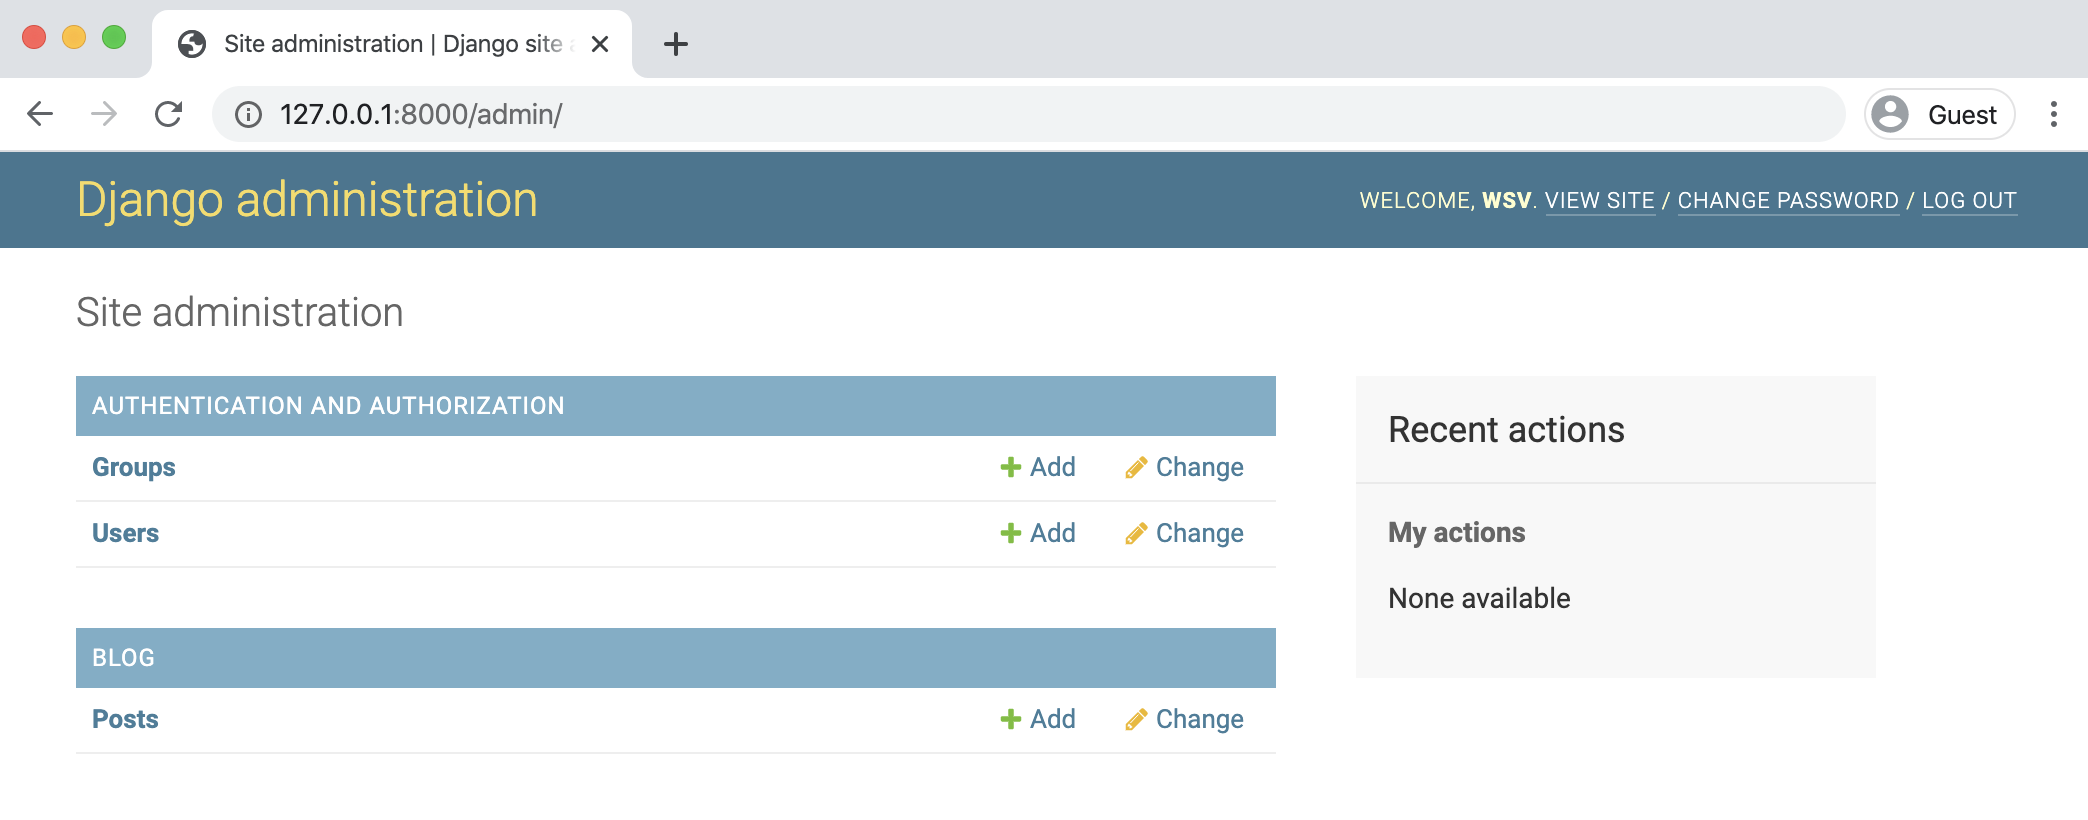 Site administration | Django site
127.0.0.1:8000/admin/
Guest
Django administration
WELCOME, WSV. VIEW SITE / CHANGE PASSWORD / LOG OUT
Site administration
AUTHENTICATION AND AUTHORIZATION
Groups Add Change
Users Add Change
BLOG
Posts Add Change
Recent actions
My actions
None available